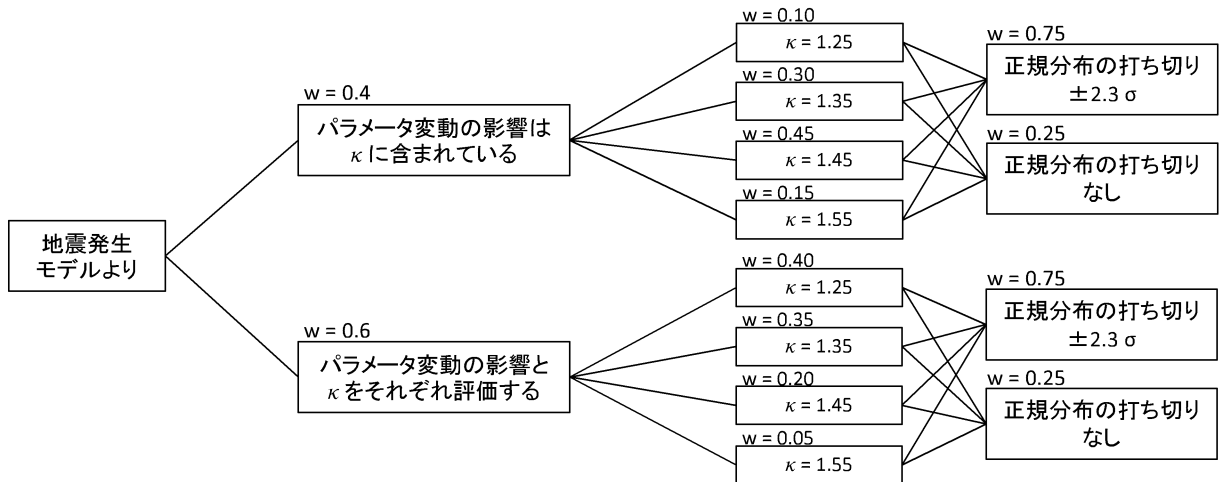 地震発生
モデルより
w = 0.4
パラメータ変動の影響は
κに含まれている
w = 0.10
κ = 1.25
w = 0.30
κ = 1.35
w = 0.45
κ = 1.45
w = 0.15
κ = 1.55
w = 0.75
正規分布の打ち切り
±2.3 σ
w = 0.25
正規分布の打ち切り
なし
w = 0.6
パラメータ変動の影響と
κをそれぞれ評価する
w = 0.40
κ = 1.25
w = 0.35
κ = 1.35
w = 0.20
κ = 1.45
w = 0.05
κ = 1.55
w = 0.75
正規分布の打ち切り
±2.3 σ
w = 0.25
正規分布の打ち切り
なし